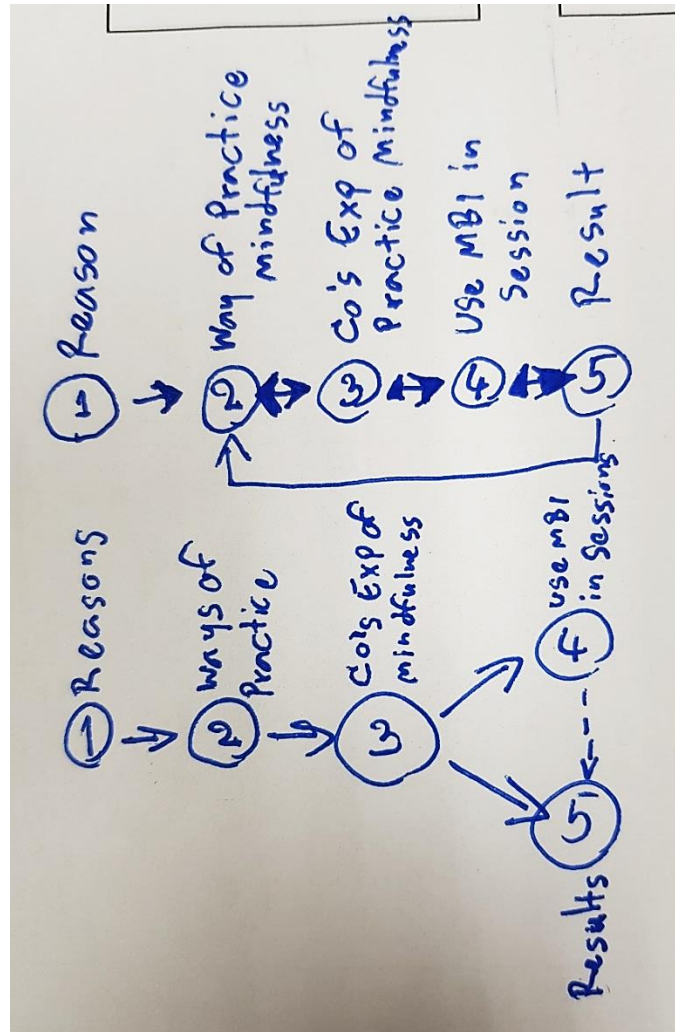 1 Reasons
2 ways of
Practice
3 Co's Exp of
mindfulness
4 use MBI
in sessions
Results 5
1 Reason
2 Way of Practice
mindfulness
3 Co's Exp of
Practice mindfulness
4 Use MBI in
Session
5 Result